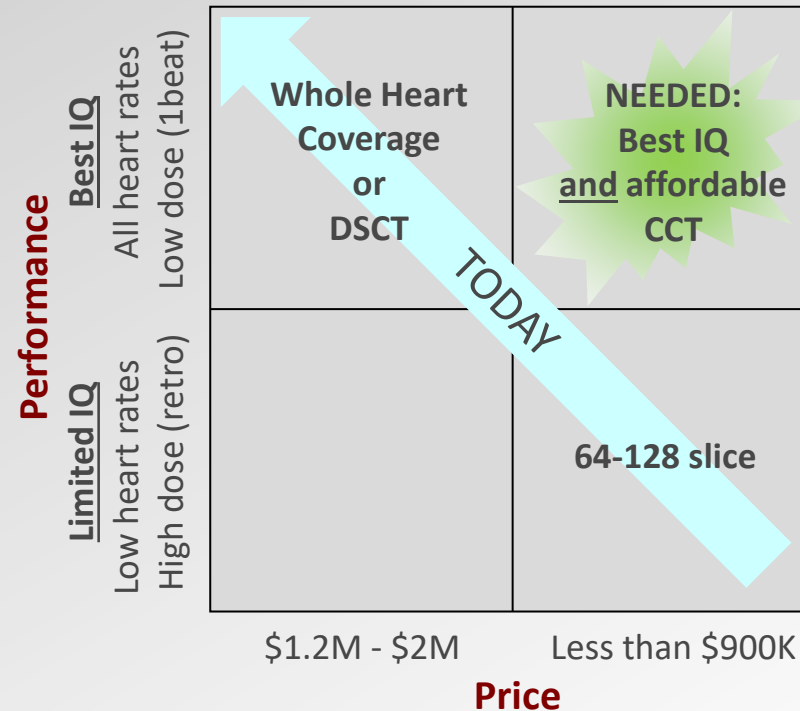 Performance
Best IQ
All heart rates
Low dose (1beat)
Limited IQ
Low heart rates
High dose (retro)
Whole Heart
Coverage
or
DSCT
NEEDED:
Best IQ
and affordable
CCT
TODAY
64-128 slice
$1.2M - $2M
Less than $900K
Price